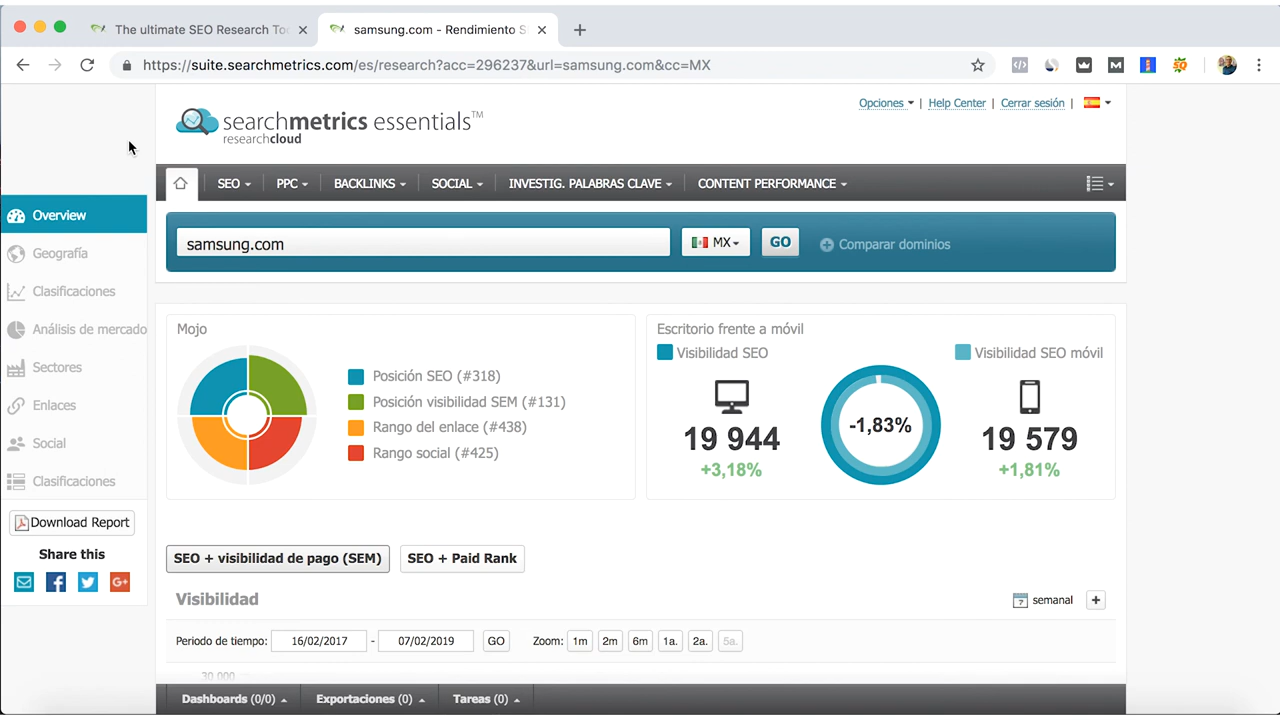 The ultimate SEO Research Too
samsung.com - Rendimiento S
https://suite.searchmetrics.com/es/research?acc=296237&url=samsung.com&cc=MX
searchmetrics essentials™
researchcloud
Opciones | Help Center | Cerrar sesión |
SEO PPC BACKLINKS SOCIAL INVESTIG. PALABRAS CLAVE CONTENT PERFORMANCE
samsung.com MX GO Comparar dominios
Overview
Geografía
Clasificaciones
Análisis de mercado
Sectores
Enlaces
Social
Clasificaciones
Download Report
Share this
G+
Mojo
Posición SEO (#318)
Posición visibilidad SEM (#131)
Rango del enlace (#438)
Rango social (#425)
Escritorio frente a móvil
Visibilidad SEO Visibilidad SEO móvil
19 944 -1,83% 19 579
+3,18% +1,81%
SEO + visibilidad de pago (SEM) SEO + Paid Rank
Visibilidad 7 semanal +
Periodo de tiempo: 16/02/2017 - 07/02/2019 GO Zoom: 1m 2m 6m 1a. 2a. 5a.
30 000
Dashboards (0/0) Exportaciones (0) Tareas (0)